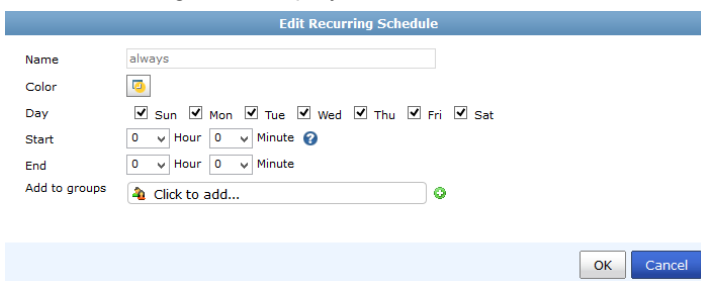 Edit Recurring Schedule
Name always
Color
Day Sun Mon Tue Wed Thu Fri Sat
Start 0 Hour 0 Minute ?
End 0 Hour 0 Minute
Add to groups Click to add...
OK Cancel